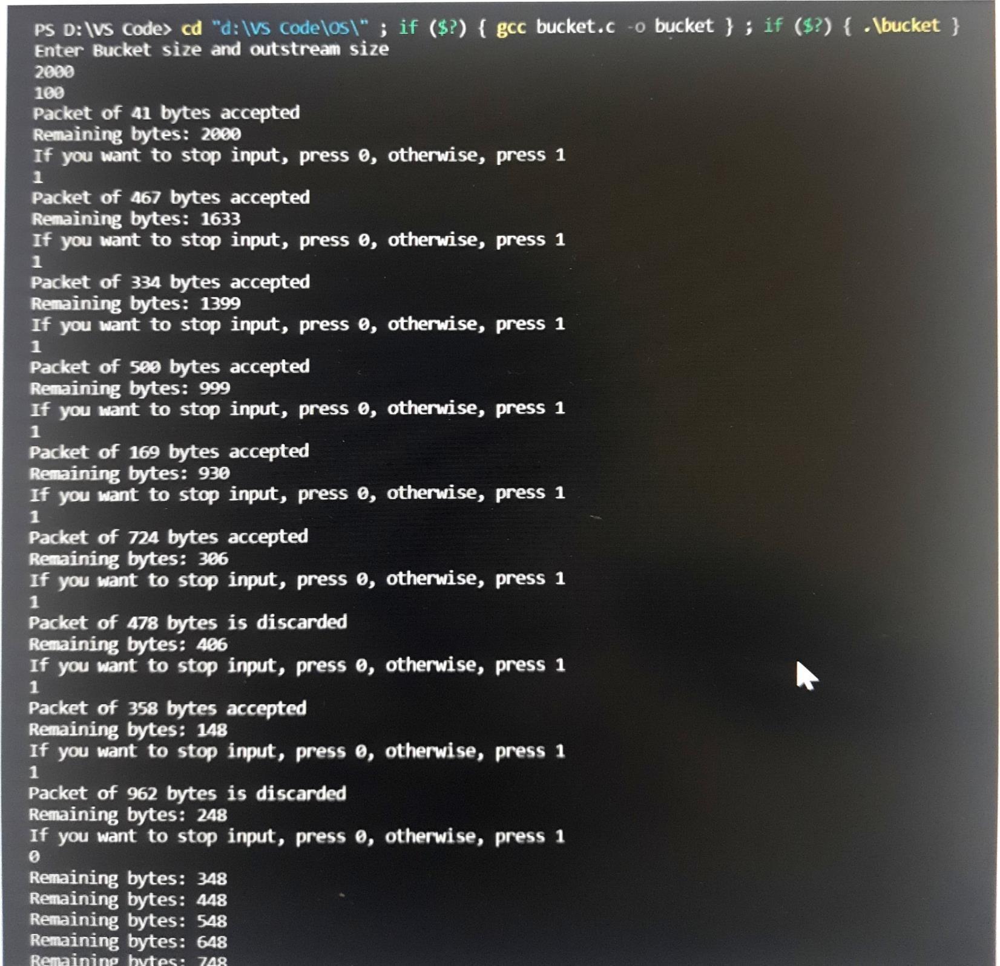 PS D:\VS Code> cd "d:\VS Code\OS\" ; if ($?) { gcc bucket.c -o bucket } ; if ($?) { .\bucket }
Enter Bucket size and outstream size
2000
100
Packet of 41 bytes accepted
Remaining bytes: 2000
If you want to stop input, press 0, otherwise, press 1
1
Packet of 467 bytes accepted
Remaining bytes: 1633
If you want to stop input, press 0, otherwise, press 1
1
Packet of 334 bytes accepted
Remaining bytes: 1399
If you want to stop input, press 0, otherwise, press 1
1
Packet of 500 bytes accepted
Remaining bytes: 999
If you want to stop input, press 0, otherwise, press 1
1
Packet of 169 bytes accepted
Remaining bytes: 930
If you want to stop input, press 0, otherwise, press 1
1
Packet of 724 bytes accepted
Remaining bytes: 306
If you want to stop input, press 0, otherwise, press 1
1
Packet of 478 bytes is discarded
Remaining bytes: 406
If you want to stop input, press 0, otherwise, press 1
1
Packet of 358 bytes accepted
Remaining bytes: 148
If you want to stop input, press 0, otherwise, press 1
1
Packet of 962 bytes is discarded
Remaining bytes: 248
If you want to stop input, press 0, otherwise, press 1
0
Remaining bytes: 348
Remaining bytes: 448
Remaining bytes: 548
Remaining bytes: 648
Remaining bytes: 748